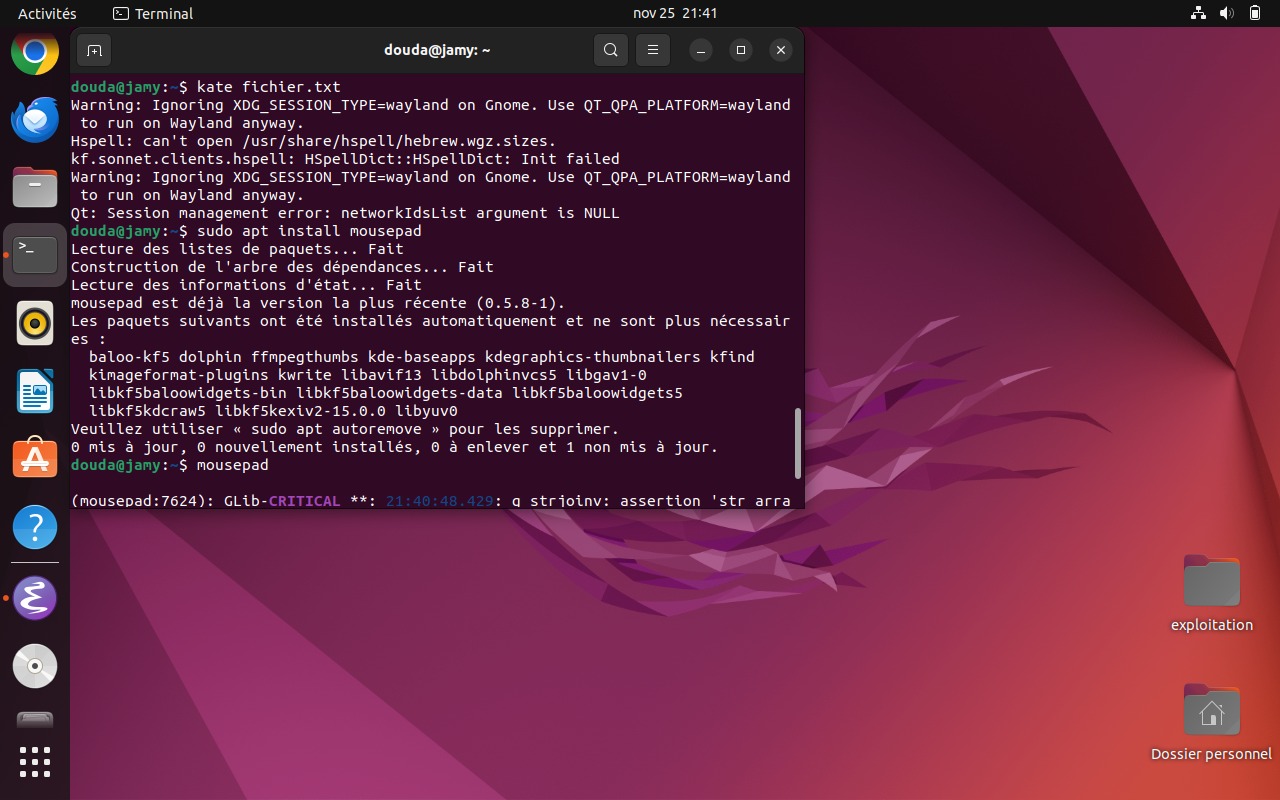 Activités
Terminal
nov 25 21:41
douda@jamy: ~
douda@jamy:~$ kate fichier.txt
Warning: Ignoring XDG_SESSION_TYPE=wayland on Gnome. Use QT_QPA_PLATFORM=wayland
to run on Wayland anyway.
Hspell: can't open /usr/share/hspell/hebrew.wgz.sizes.
kf.sonnet.clients.hspell: HSpellDict::HSpellDict: Init failed
Warning: Ignoring XDG_SESSION_TYPE=wayland on Gnome. Use QT_QPA_PLATFORM=wayland
to run on Wayland anyway.
Qt: Session management error: networkIdsList argument is NULL
douda@jamy:~$ sudo apt install mousepad
Lecture des listes de paquets... Fait
Construction de l'arbre des dépendances... Fait
Lecture des informations d'état... Fait
mousepad est déjà la version la plus récente (0.5.8-1).
Les paquets suivants ont été installés automatiquement et ne sont plus nécessair
es :
baloo-kf5 dolphin ffmpegthumbs kde-baseapps kdegraphics-thumbnailers kfind
kimageformat-plugins kwrite libavif13 libdolphinvcs5 libgav1-0
libkf5baloowidgets-bin libkf5baloowidgets-data libkf5baloowidgets5
libkf5kdcraw5 libkf5kexiv2-15.0.0 libyuv0
Veuillez utiliser « sudo apt autoremove » pour les supprimer.
0 mis à jour, 0 nouvellement installés, 0 à enlever et 1 non mis à jour.
douda@jamy:~$ mousepad
(mousepad:7624): GLib-CRITICAL **: 21:40:48.429: g_strjoinv: assertion 'str_arra
exploitation
Dossier personnel